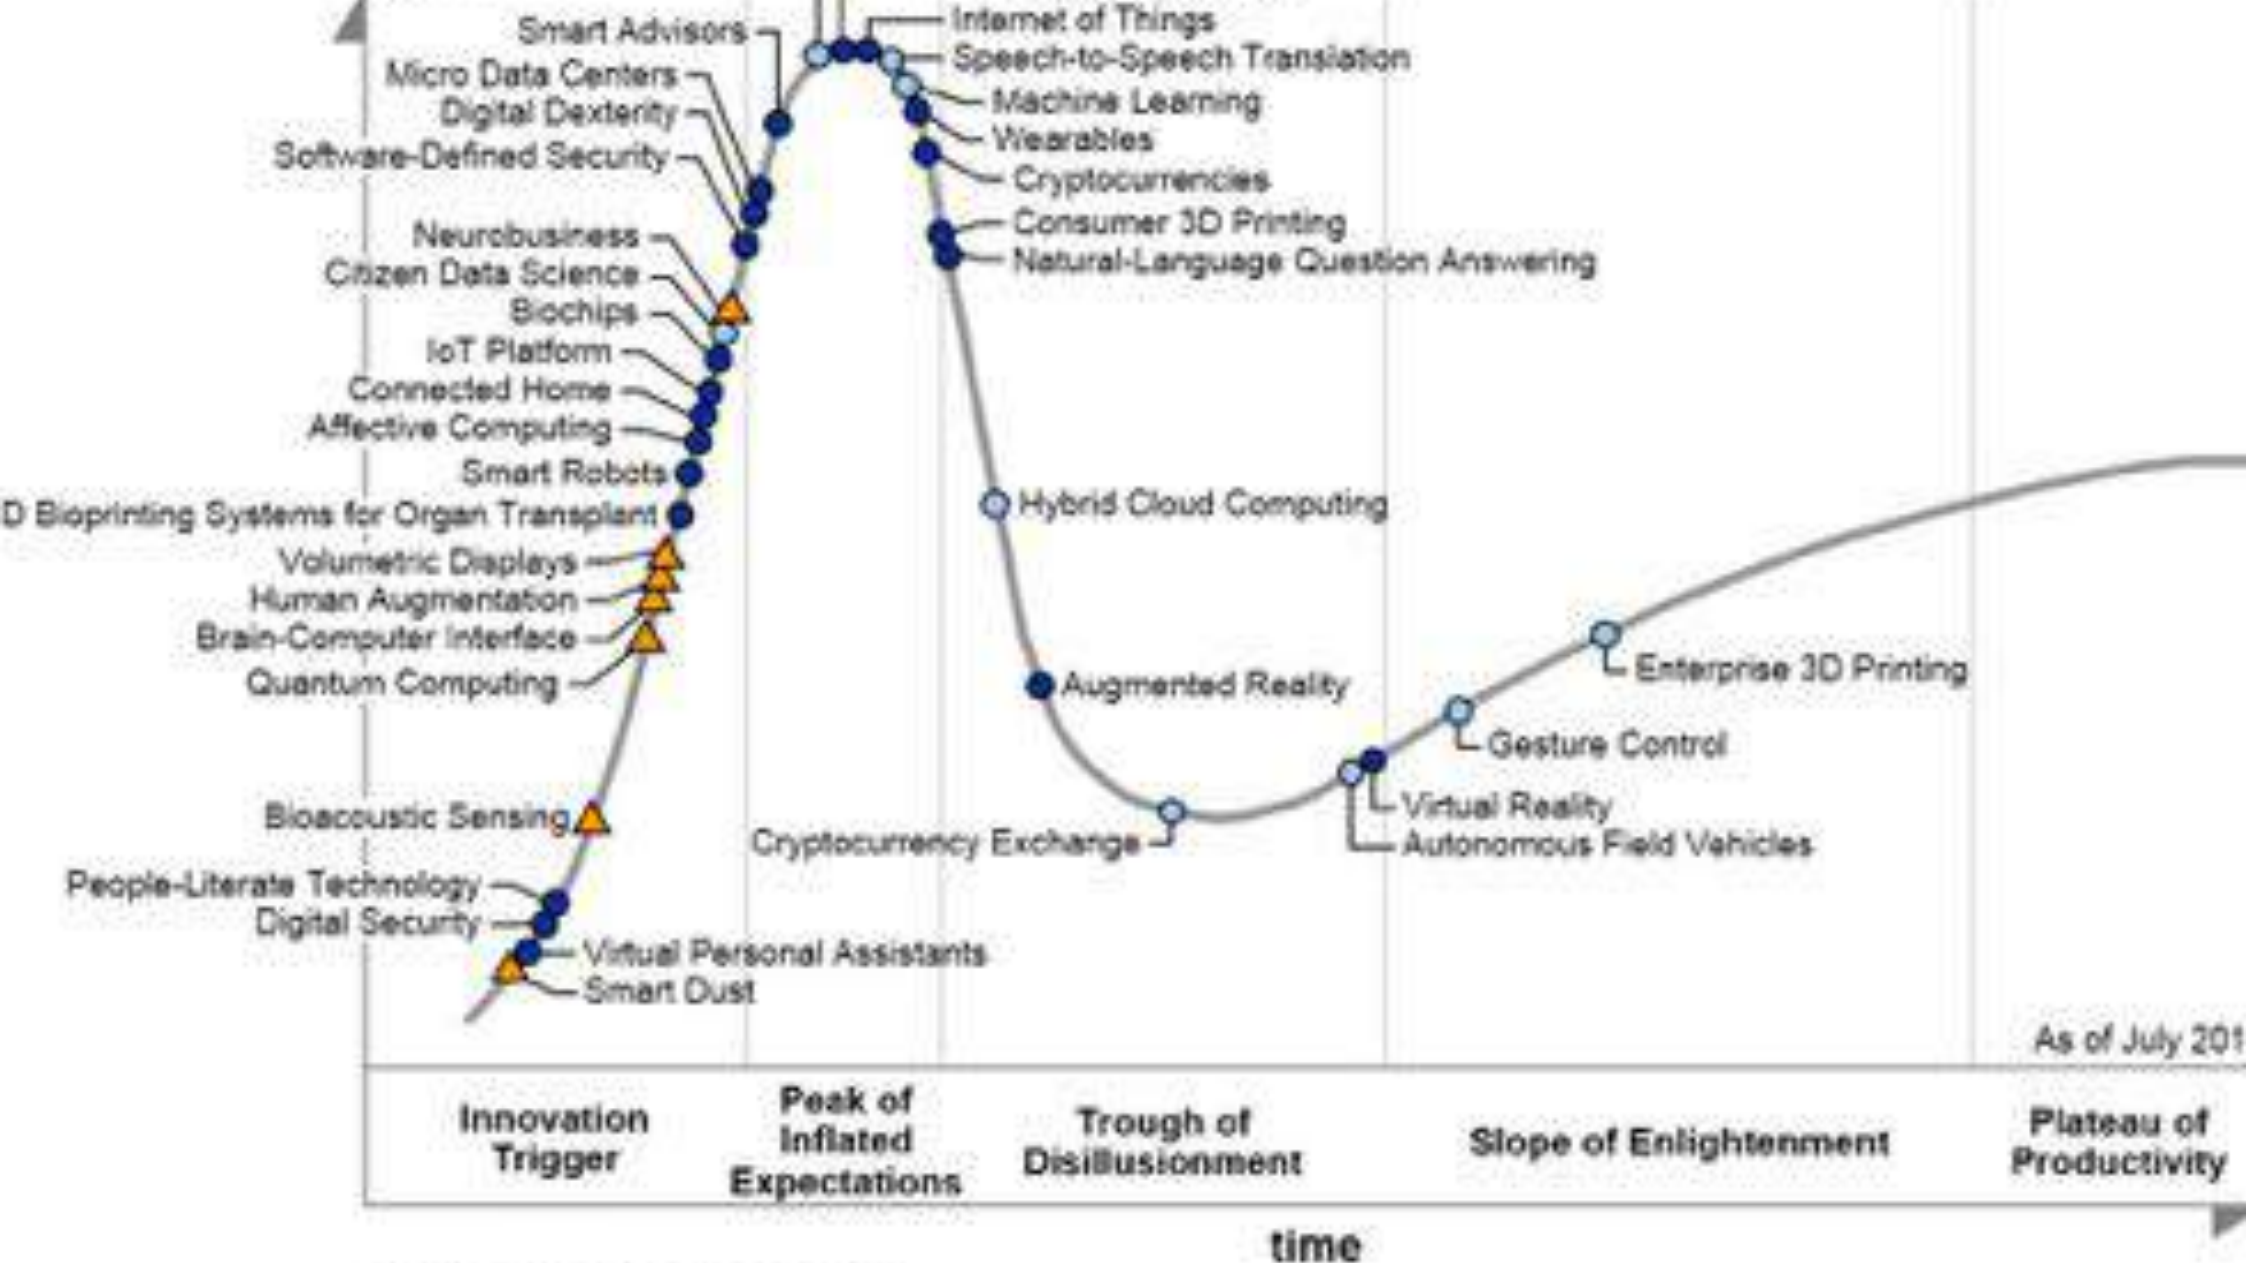 Smart Advisors
Micro Data Centers
Digital Dexterity
Software-Defined Security
Neurobusiness
Citizen Data Science
Biochips
IoT Platform
Connected Home
Affective Computing
Smart Robots
D Bioprinting Systems for Organ Transplant
Volumetric Displays
Human Augmentation
Brain-Computer Interface
Quantum Computing
Bioacoustic Sensing
People-Literate Technology
Digital Security
Virtual Personal Assistants
Smart Dust
Internet of Things
Speech-to-Speech Translation
Machine Learning
Wearables
Cryptocurrencies
Consumer 3D Printing
Natural-Language Question Answering
Hybrid Cloud Computing
Augmented Reality
Cryptocurrency Exchange
Enterprise 3D Printing
Gesture Control
Virtual Reality
Autonomous Field Vehicles
As of July 201
Innovation
Trigger
Peak of
Inflated
Expectations
Trough of
Disillusionment
Slope of Enlightenment
Plateau of
Productivity
time